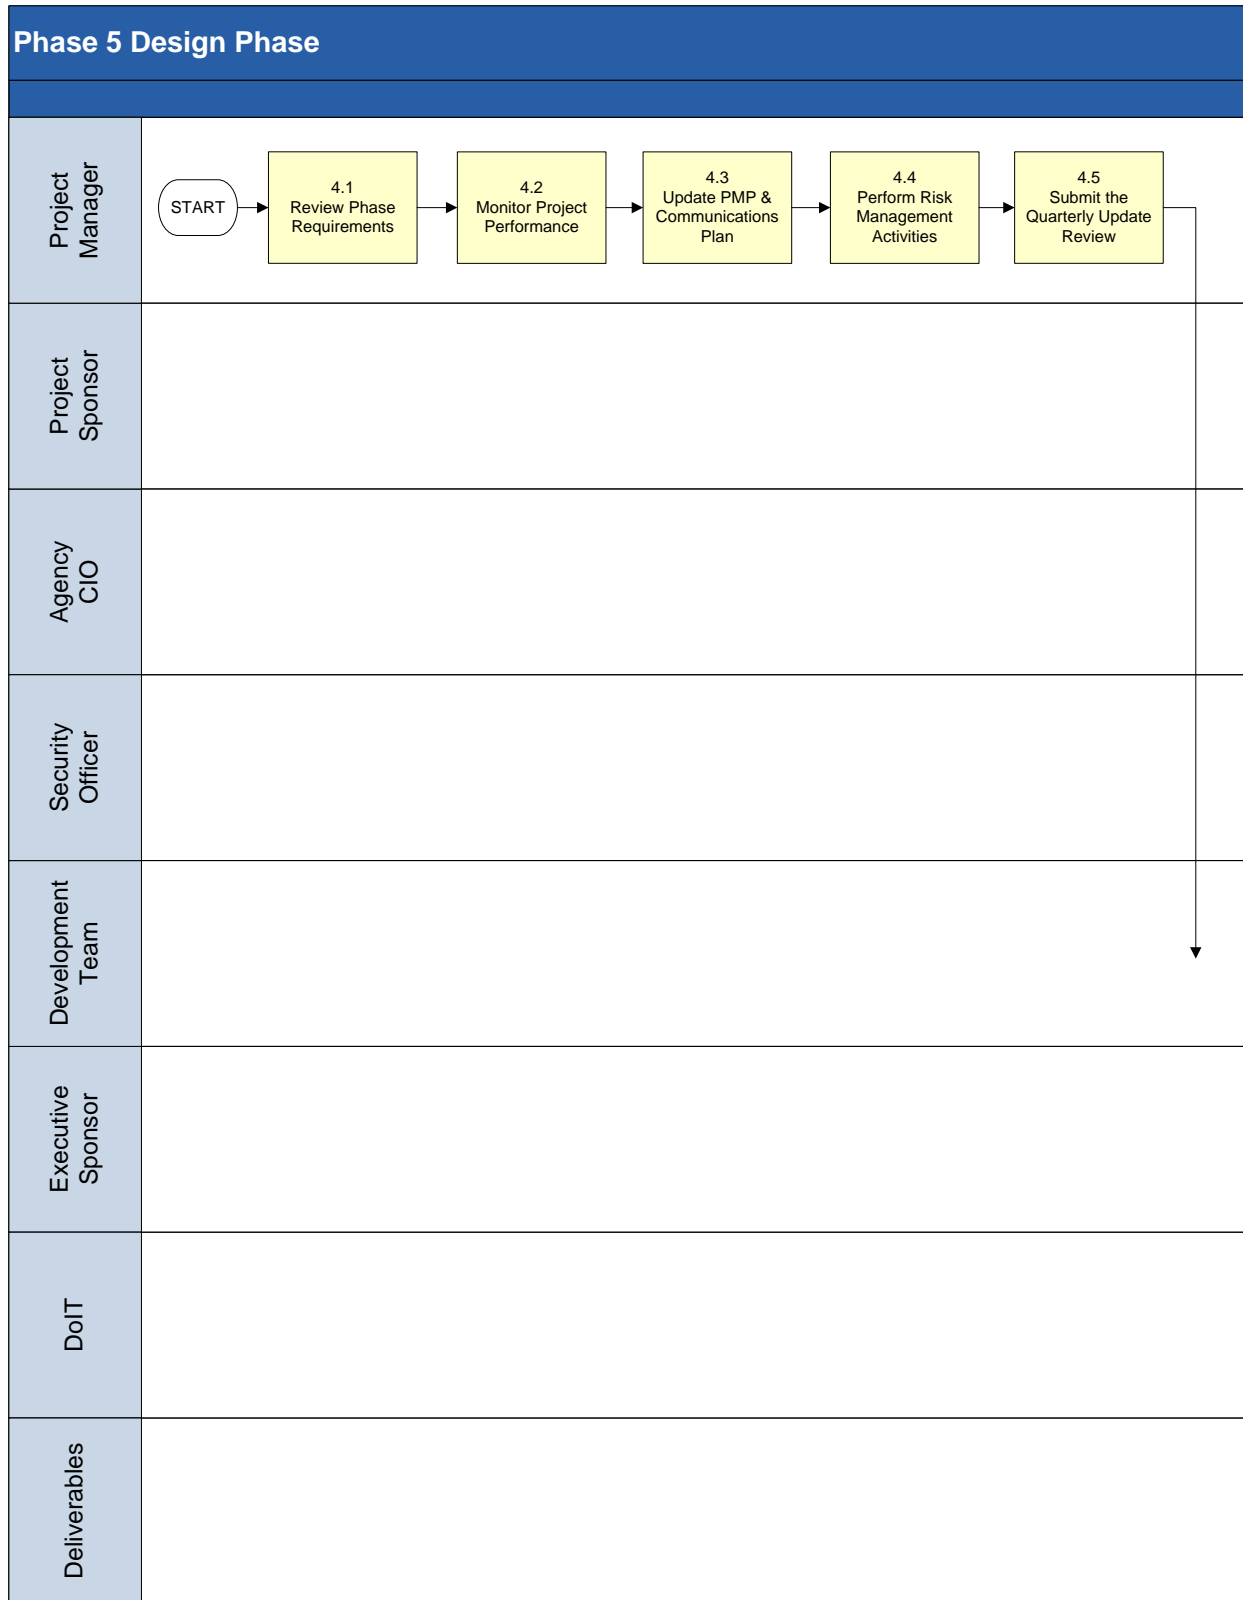 Phase 5 Design Phase
Project
Manager
START
4.1
Review Phase
Requirements
4.2
Monitor Project
Performance
4.3
Update PMP &
Communications
Plan
4.4
Perform Risk
Management
Activities
4.5
Submit the
Quarterly Update
Review
Project
Sponsor
Agency
CIO
Security
Officer
Development
Team
Executive
Sponsor
DoIT
Deliverables